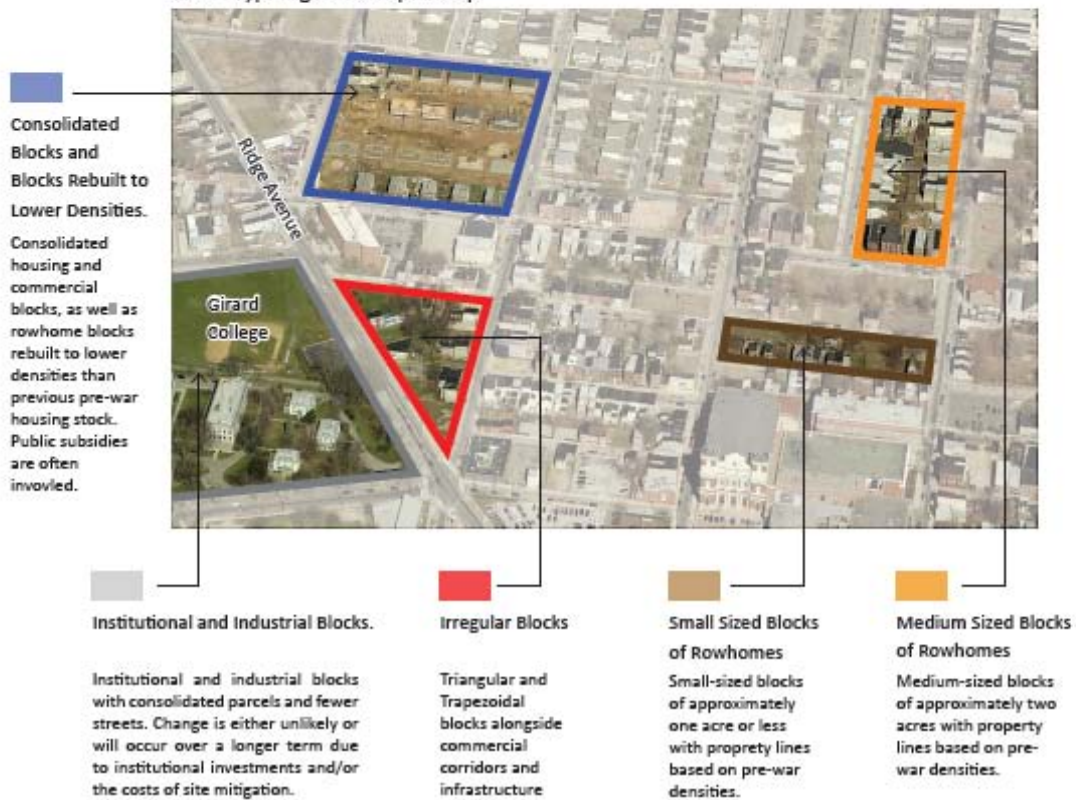 Consolidated
Blocks and
Blocks Rebuilt to
Lower Densities.
Consolidated
housing and
commercial
blocks, as well as
rowhome blocks
rebuilt to lower
densities than
previous pre-war
housing stock.
Public subsidies
are often
invovled.
Ridge Avenue
Girard
College
Institutional and Industrial Blocks.
Institutional and industrial blocks
with consolidated parcels and fewer
streets. Change is either unlikely or
will occur over a longer term due
to institutional investments and/or
the costs of site mitigation.
Irregular Blocks
Triangular and
Trapezoidal
blocks alongside
commercial
corridors and
infrastructure
Small Sized Blocks
of Rowhomes
Small-sized blocks
of approximately
one acre or less
with proprety lines
based on pre-war
densities.
Medium Sized Blocks
of Rowhomes
Medium-sized blocks
of approximately two
acres with property
lines based on pre-
war densities.